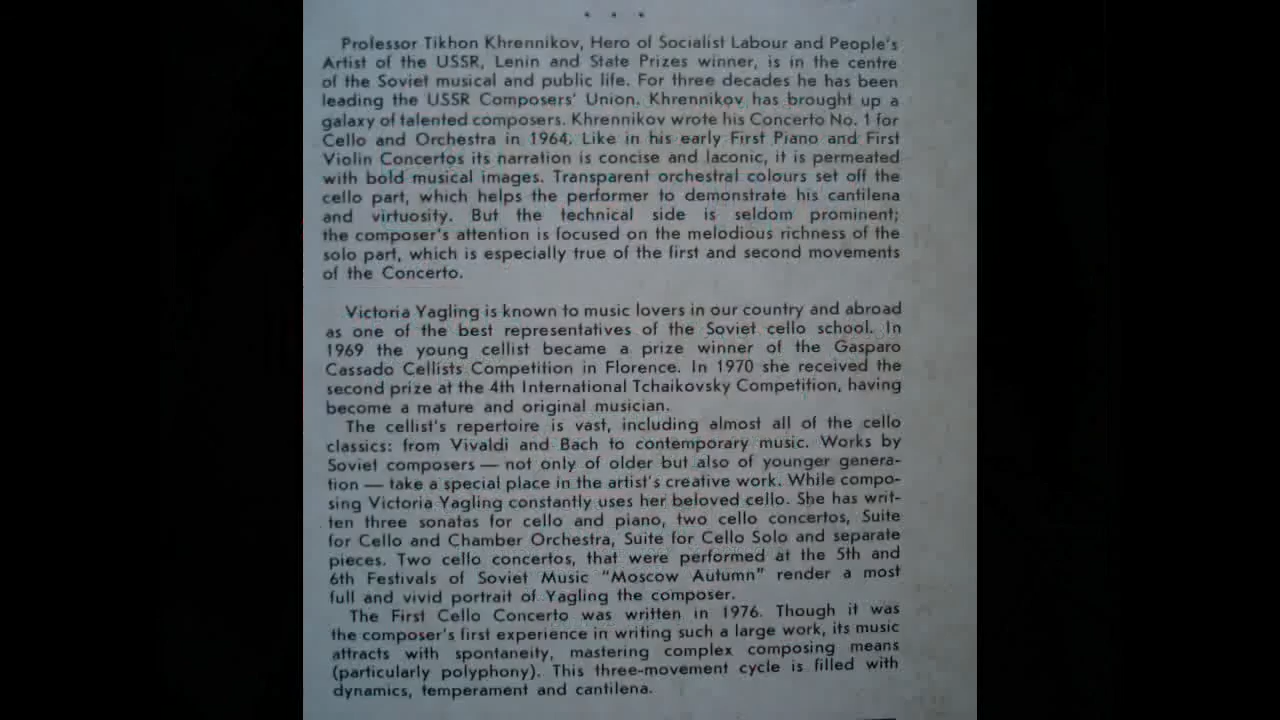 Professor Tikhon Khrennikov, Hero of Socialist Labour and People's
Artist of the USSR, Lenin and State Prizes winner, is in the centre
of the Soviet musical and public life. For three decades he has been
leading the USSR Composers' Union. Khrennikov has brought up a
galaxy of talented composers. Khrennikov wrote his Concerto No. 1 for
Cello and Orchestra in 1964. Like in his early First Piano and First
Violin Concertos its narration is concise and laconic, it is permeated
with bold musical images. Transparent orchestral colours set off the
cello part, which helps the performer to demonstrate his cantilena
and virtuosity. But the technical side is seldom prominent;
the composer's attention is focused on the melodious richness of the
solo part, which is especially true of the first and second movements
of the Concerto.
Victoria Yagling is known to music lovers in our country and abroad
as one of the best representatives of the Soviet cello school. In
1969 the young cellist became a prize winner of the Gasparo
Cassado Cellists Competition in Florence. In 1970 she received the
second prize at the 4th International Tchaikovsky Competition, having
become a mature and original musician.
The cellist's repertoire is vast, including almost all of the cello
classics: from Vivaldi and Bach to contemporary music. Works by
Soviet composers — not only of older but also of younger genera-
tion — take a special place in the artist's creative work. While compo-
sing Victoria Yagling constantly uses her beloved cello. She has writ-
ten three sonatas for cello and piano, two cello concertos, Suite
for Cello and Chamber Orchestra, Suite for Cello Solo and separate
pieces. Two cello concertos, that were performed at the 5th and
6th Festivals of Soviet Music "Moscow Autumn" render a most
full and vivid portrait of Yagling the composer.
The First Cello Concerto was written in 1976. Though it was
the composer's first experience in writing such a large work, its music
attracts with spontaneity, mastering complex composing means
(particularly polyphony). This three-movement cycle is filled with
dynamics, temperament and cantilena.